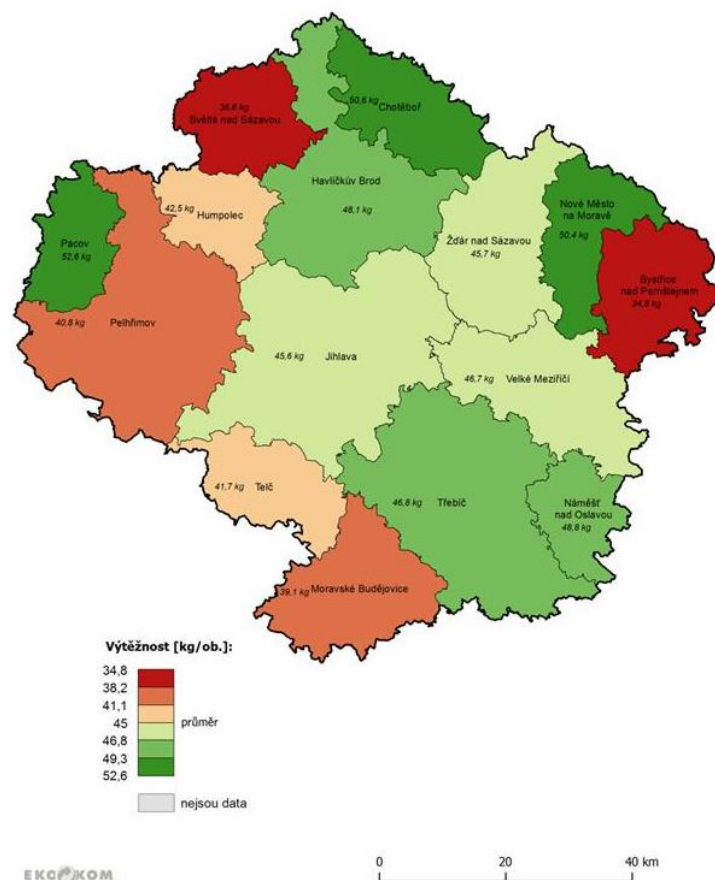 50,6 kg
Chotěboř
36,6 kg
Světlá nad Sázavou
Havlíčkův Brod
48,1 kg
42,5 kg
Humpolec
Nové Město
na Moravě
50,4 kg
Pacov
52,6 kg
Žďár nad Sázavou
45,7 kg
Bystřice
nad Pernštejnem
34,8 kg
40,8 kg
Pelhřimov
45,6 kg
Jihlava
46,7 kg
Velké Meziříčí
41,7 kg
Telč
46,8 kg
Třebíč
Náměšť
nad Oslavou
48,8 kg
39,1 kg
Moravské Budějovice
Výtěžnost [kg/ob.]:
34,8
38,2
41,1
45
průměr
46,8
49,3
52,6
nejsou data
EKO KOM
0 20 40 km